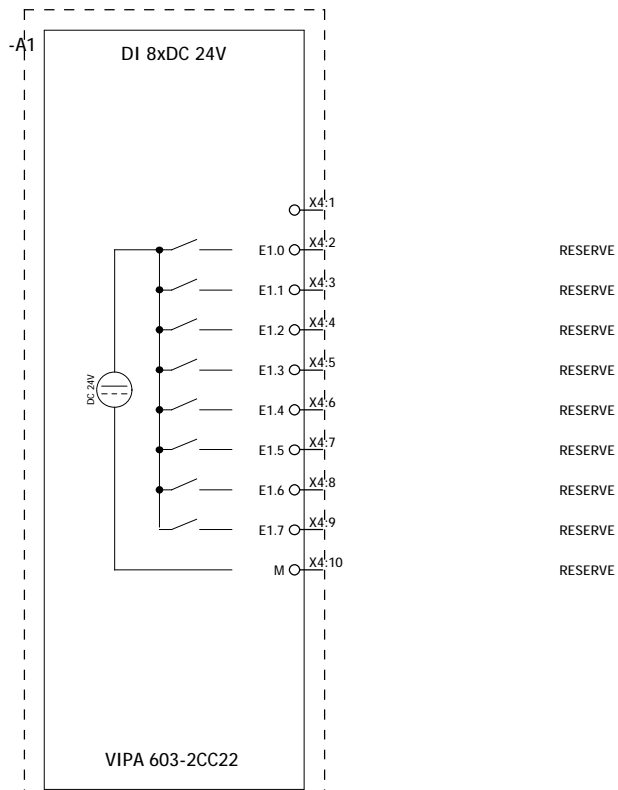 -A1
DI 8xDC 24V
X4:1
E1.0 X4:2 RESERVE
E1.1 X4:3 RESERVE
E1.2 X4:4 RESERVE
E1.3 X4:5 RESERVE
DC 24V
E1.4 X4:6 RESERVE
E1.5 X4:7 RESERVE
E1.6 X4:8 RESERVE
E1.7 X4:9 RESERVE
M X4:10 RESERVE
VIPA 603-2CC22